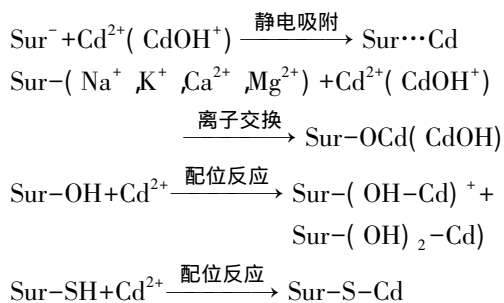 Sur⁻+Cd²⁺( CdOH⁺) 静电吸附→ Sur···Cd
Sur−( Na⁺ ,K⁺ ,Ca²⁺ ,Mg²⁺) +Cd²⁺( CdOH⁺)
离子交换→ Sur−OCd( CdOH)
Sur−OH+Cd²⁺ 配位反应→ Sur−( OH−Cd) ⁺+
Sur−( OH) ₂−Cd)
Sur−SH+Cd²⁺ 配位反应→ Sur−S−Cd